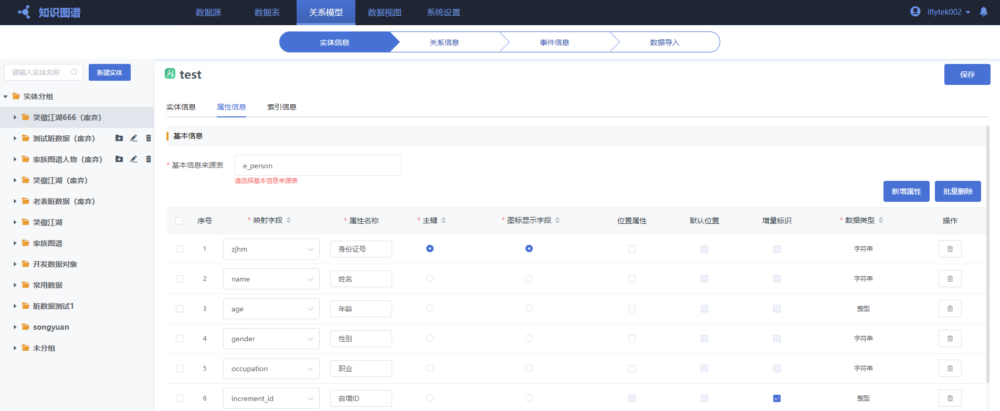 知识图谱 数据源 数据表 关系模型 数据视图 系统设置 iflytek002
实体信息 关系信息 事件信息 数据导入
请输入实体名称 新建实体
实体分组
笑傲江湖666（废弃）
测试脏数据（废弃）
家族图谱人物（废弃）
笑傲江湖（废弃）
老表脏数据（废弃）
笑傲江湖
家族图谱
开发数据对象
常用数据
脏数据测试1
songyuan
未分组
test 保存
实体信息 属性信息 索引信息
基本信息
* 基本信息来源表 e_person
请选择基本信息来源表
新增属性 批量删除
序号 * 映射字段 * 属性名称 * 主键 * 图标显示字段 位置属性 默认位置 增量标识 * 数据类型 操作
1 zjhm 身份证号 字符串
2 name 姓名 字符串
3 age 年龄 整型
4 gender 性别 字符串
5 occupation 职业 字符串
6 increment_id 自增ID 整型